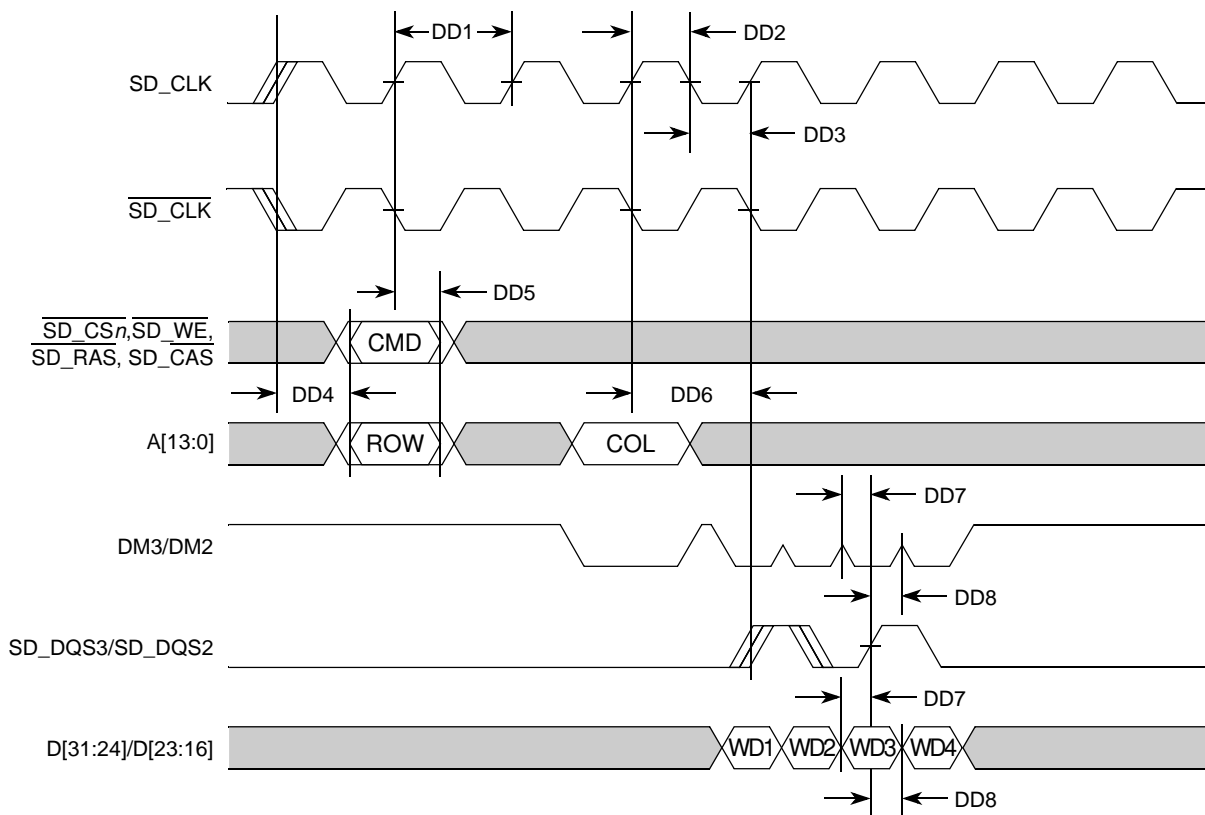 DD1
DD2
SD_CLK
DD3
SD_CLK
DD5
SD_CSn,SD_WE,
SD_RAS, SD_CAS
CMD
DD4
DD6
A[13:0]
ROW
COL
DD7
DM3/DM2
DD8
SD_DQS3/SD_DQS2
DD7
D[31:24]/D[23:16]
WD1
WD2
WD3
WD4
DD8